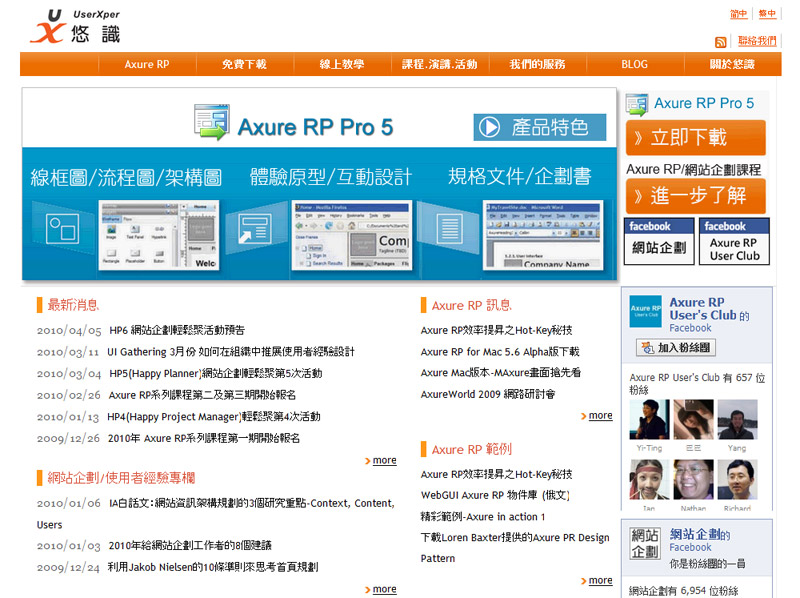 UserXper
悠識
簡中
繁中
聯絡我們
Axure RP
免費下載
線上教學
課程.演講.活動
我們的服務
BLOG
關於悠識
Axure RP Pro 5
產品特色
線框圖/流程圖/架構圖
體驗原型/互動設計
規格文件/企劃書
Welc
Com
Company Name
Axure RP Pro 5
》立即下載
Axure RP/網站企劃課程
》進一步了解
facebook
網站企劃
facebook
Axure RP
User Club
最新消息
2010/04/05 HP6 網站企劃輕鬆聚活動預告
2010/03/11 UI Gathering 3月份 如何在組織中推展使用者經驗設計
2010/03/04 HP5(Happy Planner)網站企劃輕鬆聚第5次活動
2010/02/26 Axure RP系列課程第二及第三期開始報名
2010/01/13 HP4(Happy Project Manager)輕鬆聚第4次活動
2009/12/26 2010年 Axure RP系列課程第一期開始報名
more
網站企劃/使用者經驗專欄
2010/01/06 IA白話文:網站資訊架構規劃的3個研究重點-Context, Content,
Users
2010/01/03 2010年給網站企劃工作者的8個建議
2009/12/24 利用Jakob Nielsen的10條準則來思考首頁規劃
more
Axure RP 訊息
Axure RP效率提昇之Hot-Key秘技
Axure RP for Mac 5.6 Alpha版下載
Axure Mac版本-MAxure畫面搶先看
AxureWorld 2009 網路研討會
more
Axure RP 範例
Axure RP效率提昇之Hot-Key秘技
WebGUI Axure RP 物件庫 (俄文)
精彩範例-Axure in action 1
下載Loren Baxter提供的Axure PR Design
Pattern
more
Axure RP
User's Club
Axure RP
User's Club 的
Facebook
加入粉絲團
Axure RP User's Club 有 657 位
粉絲
Yi-Ting
三三
Yang
Ian
Nathan
Richard
網站
企劃
網站企劃的
Facebook
你是粉絲團的一員
網站企劃有 6,954 位粉絲